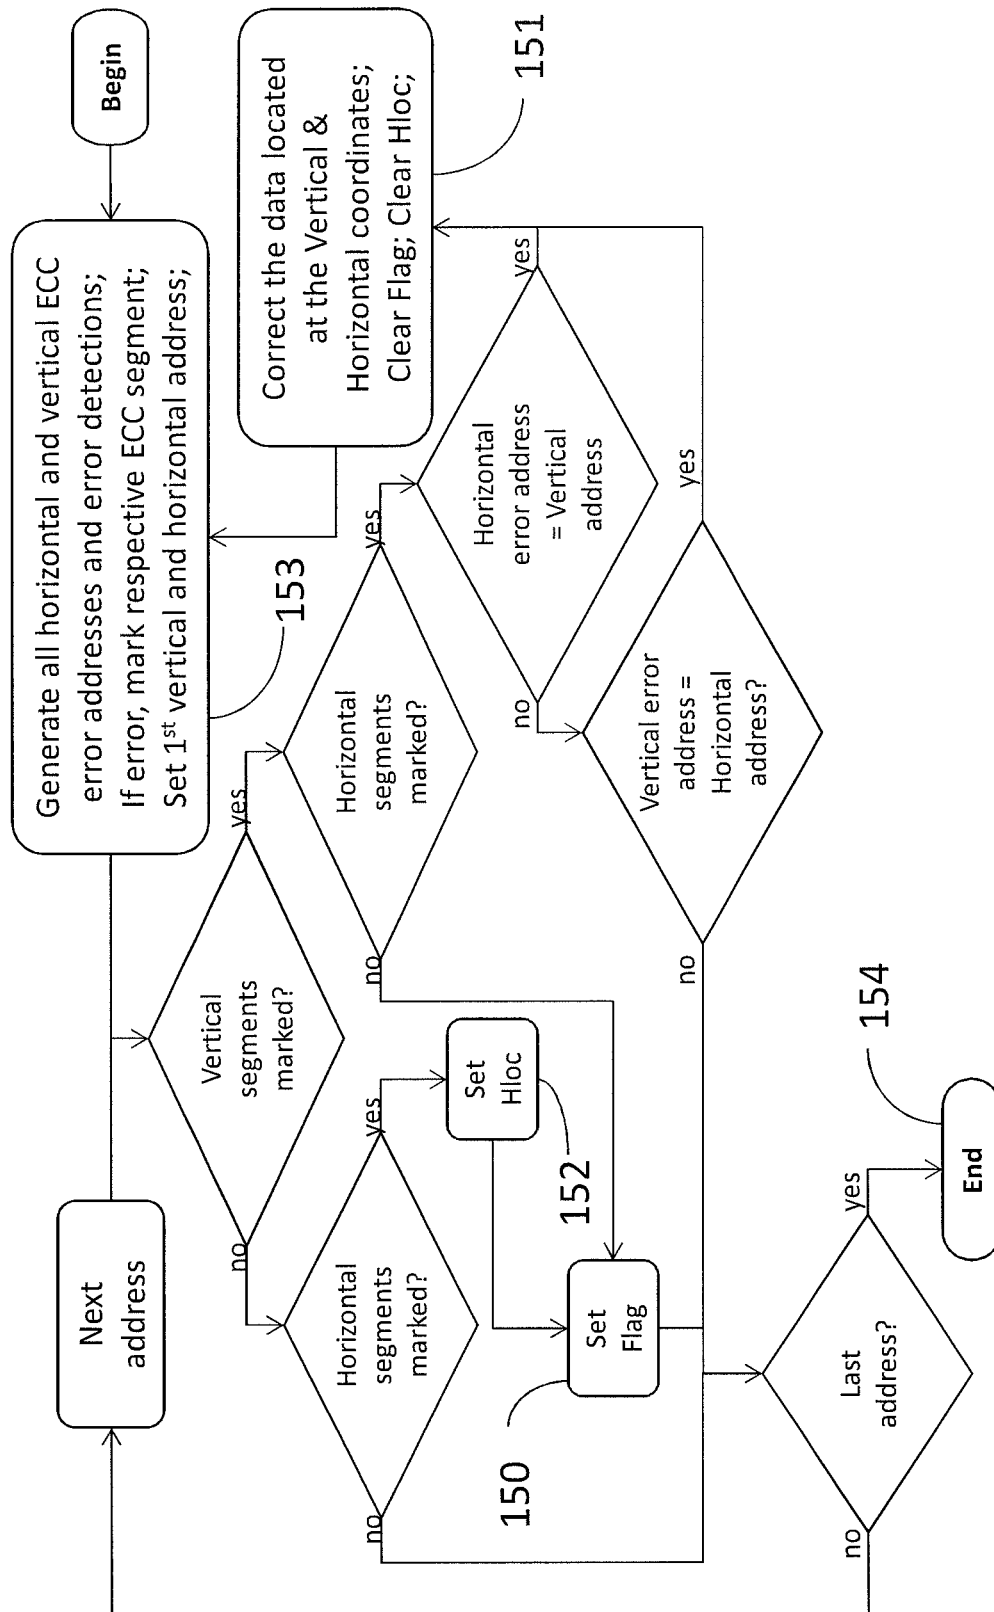 Begin
Generate all horizontal and vertical ECC
error addresses and error detections;
If error, mark respective ECC segment;
Set 1st vertical and horizontal address;
153
Next
address
Correct the data located
at the Vertical &
Horizontal coordinates;
Clear Flag; Clear Hloc;
151
Vertical
segments
marked?
yes
no
Horizontal
segments
marked?
yes
no
Horizontal
segments
marked?
yes
no
Set
Hloc
152
Set
Flag
150
Horizontal
error address
= Vertical
address
yes
no
Vertical error
address =
Horizontal
address?
yes
no
Last
address?
yes
no
End
154